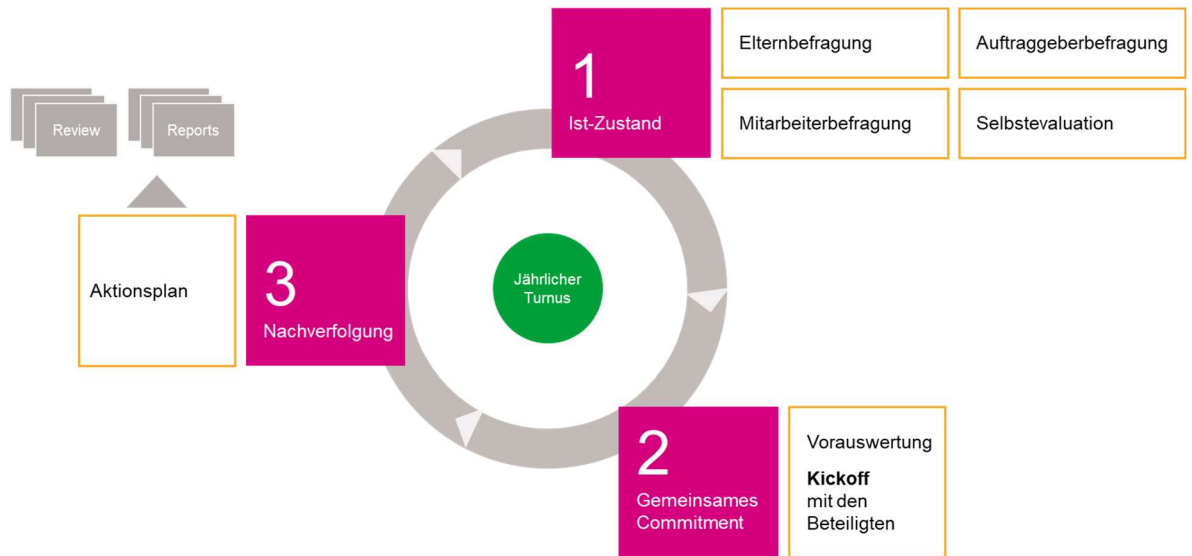 1
Ist-Zustand
Elternbefragung
Auftraggeberbefragung
Mitarbeiterbefragung
Selbstevaluation
Review
Reports
Aktionsplan
3
Nachverfolgung
Jährlicher
Turnus
2
Gemeinsames
Commitment
Vorauswertung
Kickoff
mit den
Beteiligten